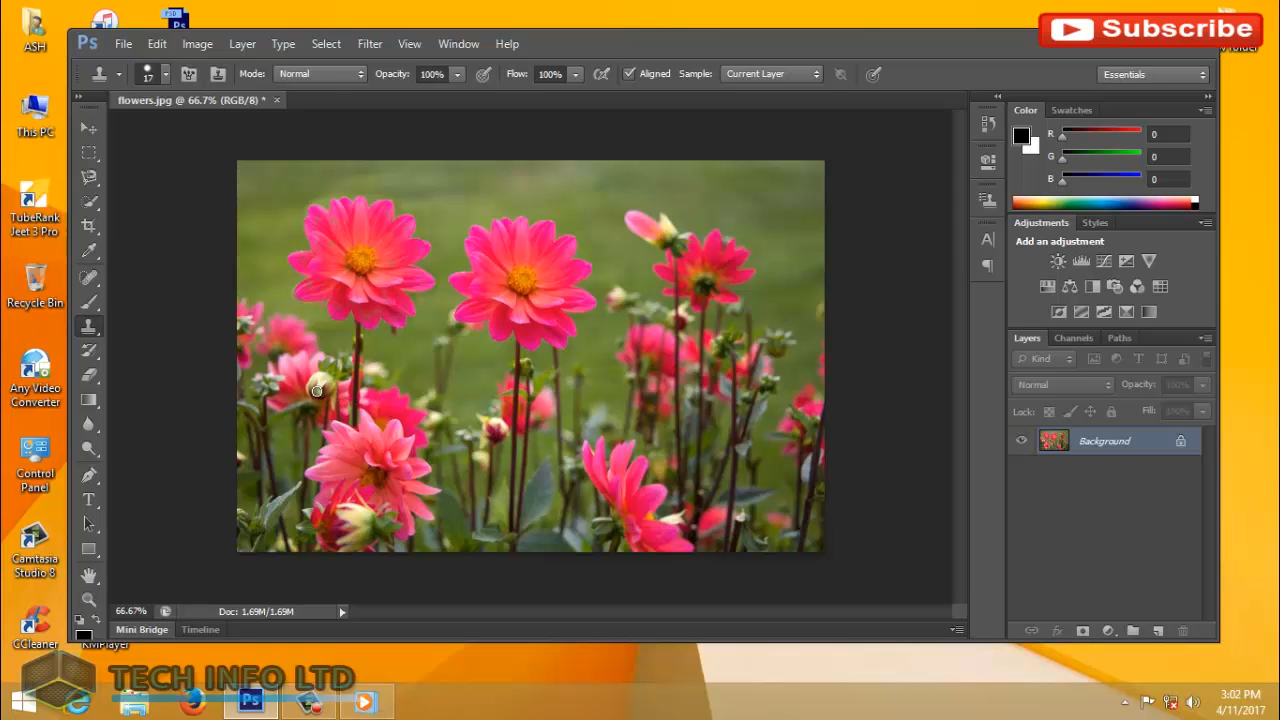 Subscribe
ASH
Ps File Edit Image Layer Type Select Filter View Window Help
17 Mode: Normal Opacity: 100% Flow: 100% Aligned Sample: Current Layer Essentials
flowers.jpg @ 66.7% (RGB/8) *
Color Swatches
This PC
R 0
G 0
B 0
TubeRank
Jeet 3 Pro
Adjustments Styles
Add an adjustment
Recycle Bin
Layers Channels Paths
Kind
Any Video
Converter
Normal Opacity: 100%
Lock: Fill: 100%
Background
Control
Panel
Camtasia
Studio 8
66.67% Doc: 1.69M/1.69M
Mini Bridge Timeline
CCleaner
KMPlayer
TECH INFO LTD
Ps
3:02 PM
4/11/2017